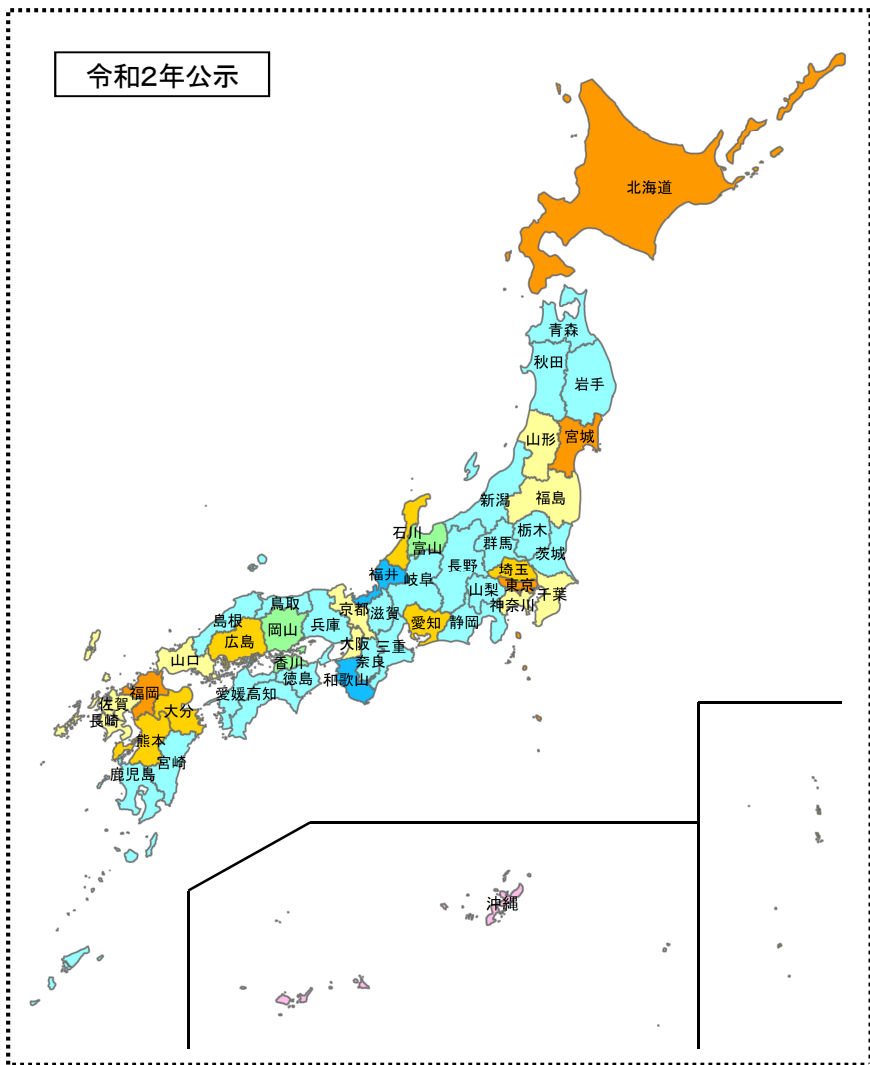 令和2年公示
北海道
青森
秋田
岩手
山形
宮城
新潟
福島
石川
富山
群馬
栃木
茨城
福井
岐阜
長野
埼玉
東京
山梨
神奈川
千葉
鳥取
島根
岡山
兵庫
京都
滋賀
愛知
静岡
広島
大阪
三重
奈良
山口
香川
徳島
和歌山
愛媛
高知
福岡
佐賀
長崎
大分
熊本
宮崎
鹿児島
沖縄